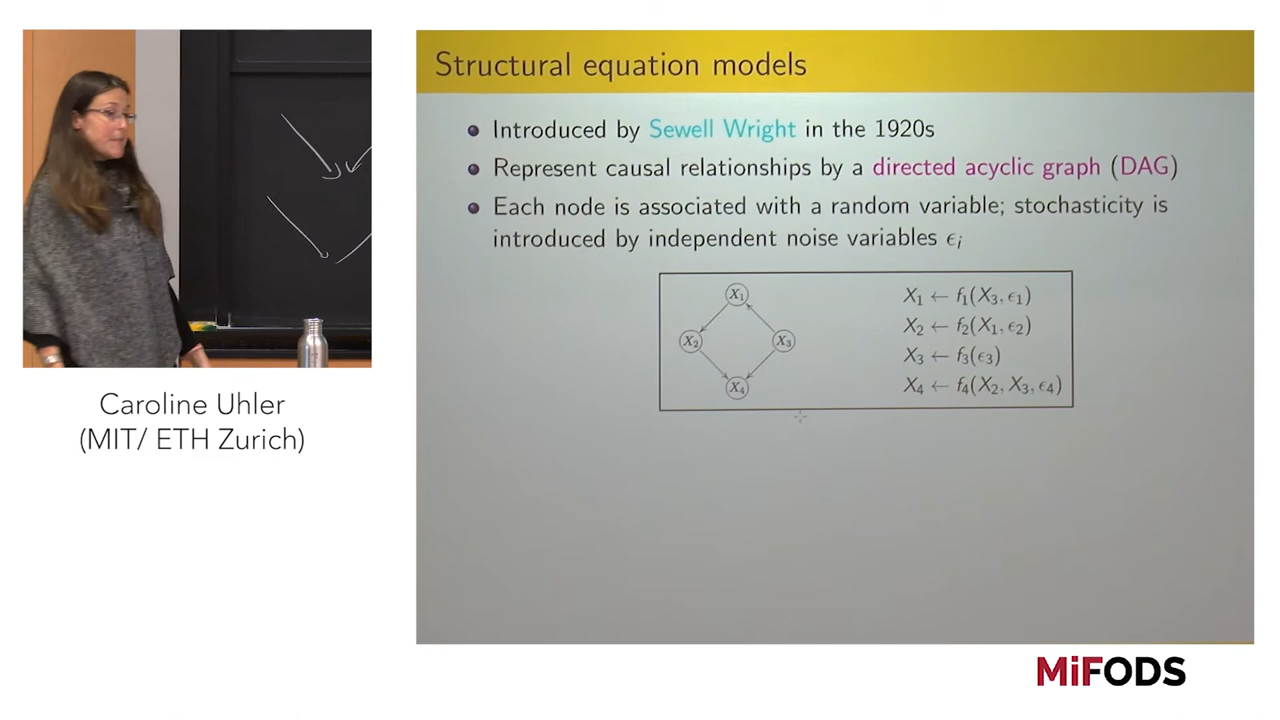 Structural equation models
Introduced by Sewell Wright in the 1920s
Represent causal relationships by a directed acyclic graph (DAG)
Each node is associated with a random variable; stochasticity is
introduced by independent noise variables ϵᵢ
X₁
X₂
X₃
X₄
X₁ ← f₁(X₃, ϵ₁)
X₂ ← f₂(X₁, ϵ₂)
X₃ ← f₃(ϵ₃)
X₄ ← f₄(X₂, X₃, ϵ₄)
Caroline Uhler
(MIT/ ETH Zurich)
MiFODS